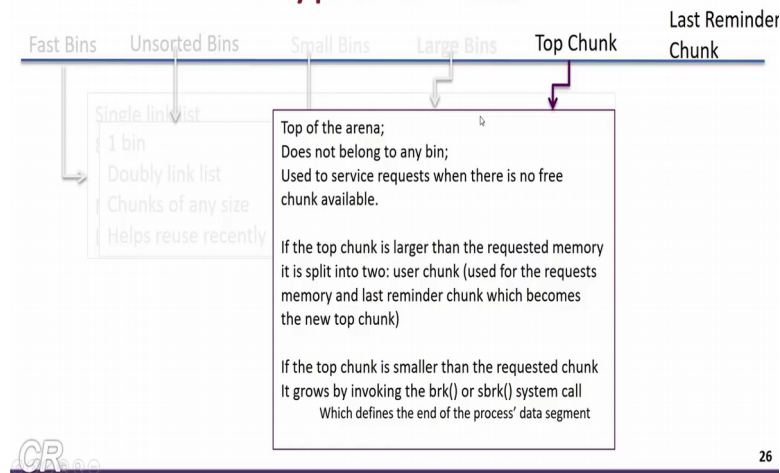 Fast Bins
Unsorted Bins
Small Bins
Large Bins
Top Chunk
Last Reminder
Chunk
Single link list
1 bin
Doubly link list
Chunks of any size
Helps reuse recently
Top of the arena;
Does not belong to any bin;
Used to service requests when there is no free
chunk available.
If the top chunk is larger than the requested memory
it is split into two: user chunk (used for the requests
memory and last reminder chunk which becomes
the new top chunk)
If the top chunk is smaller than the requested chunk
It grows by invoking the brk() or sbrk() system call
Which defines the end of the process' data segment
CR
26